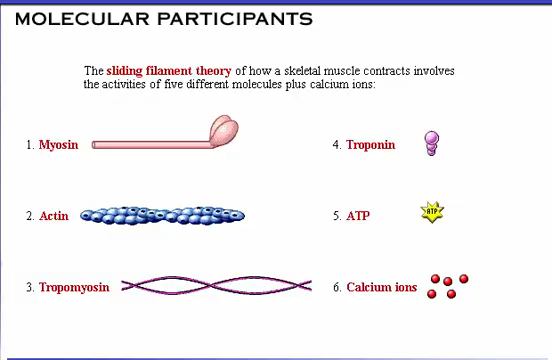 MOLECULAR PARTICIPANTS
The sliding filament theory of how a skeletal muscle contracts involves
the activities of five different molecules plus calcium ions:
1. Myosin
2. Actin
3. Tropomyosin
4. Troponin
5. ATP
ATP
6. Calcium ions